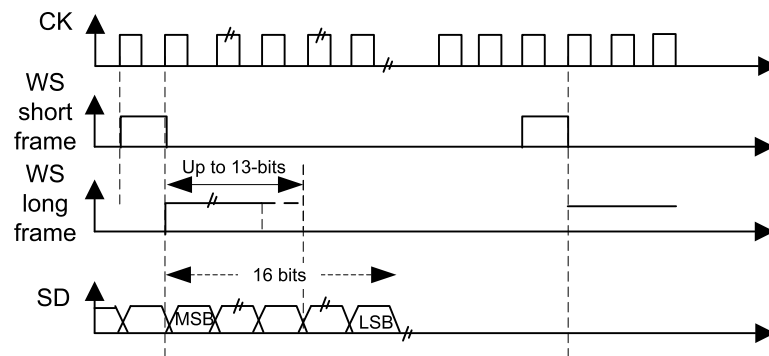 CK
WS
short
frame
WS
Up to 13-bits
long
frame
16 bits
SD
MSB
LSB